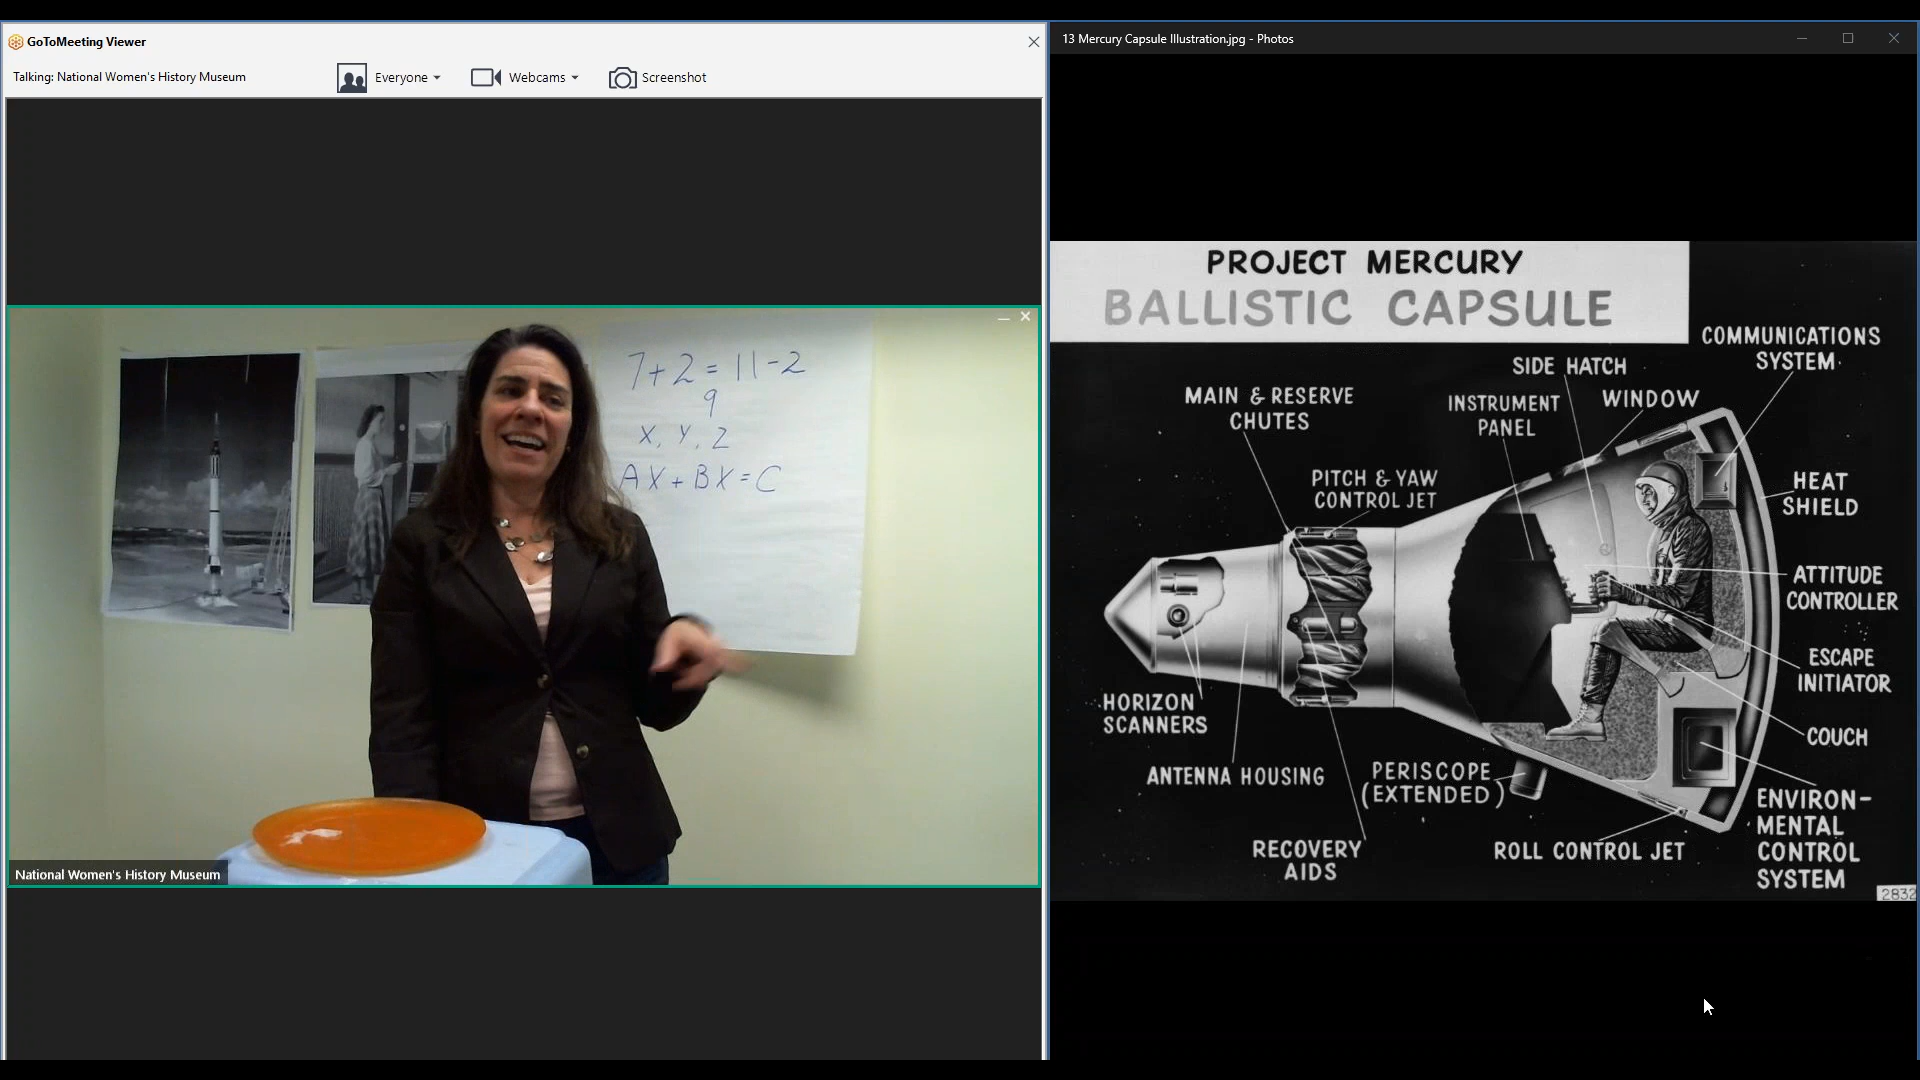 GoToMeeting Viewer
Talking: National Women's History Museum
Everyone
Webcams
Screenshot
7+2=11-2
9
X, Y, Z
AX+BX=C
National Women's History Museum
13 Mercury Capsule Illustration.jpg - Photos
PROJECT MERCURY
BALLISTIC CAPSULE
COMMUNICATIONS
SYSTEM
SIDE HATCH
MAIN & RESERVE
CHUTES
INSTRUMENT
PANEL
WINDOW
PITCH & YAW
CONTROL JET
HEAT
SHIELD
ATTITUDE
CONTROLLER
ESCAPE
INITIATOR
HORIZON
SCANNERS
COUCH
ANTENNA HOUSING
PERISCOPE
(EXTENDED)
ENVIRON-
MENTAL
CONTROL
SYSTEM
RECOVERY
AIDS
ROLL CONTROL JET
2832